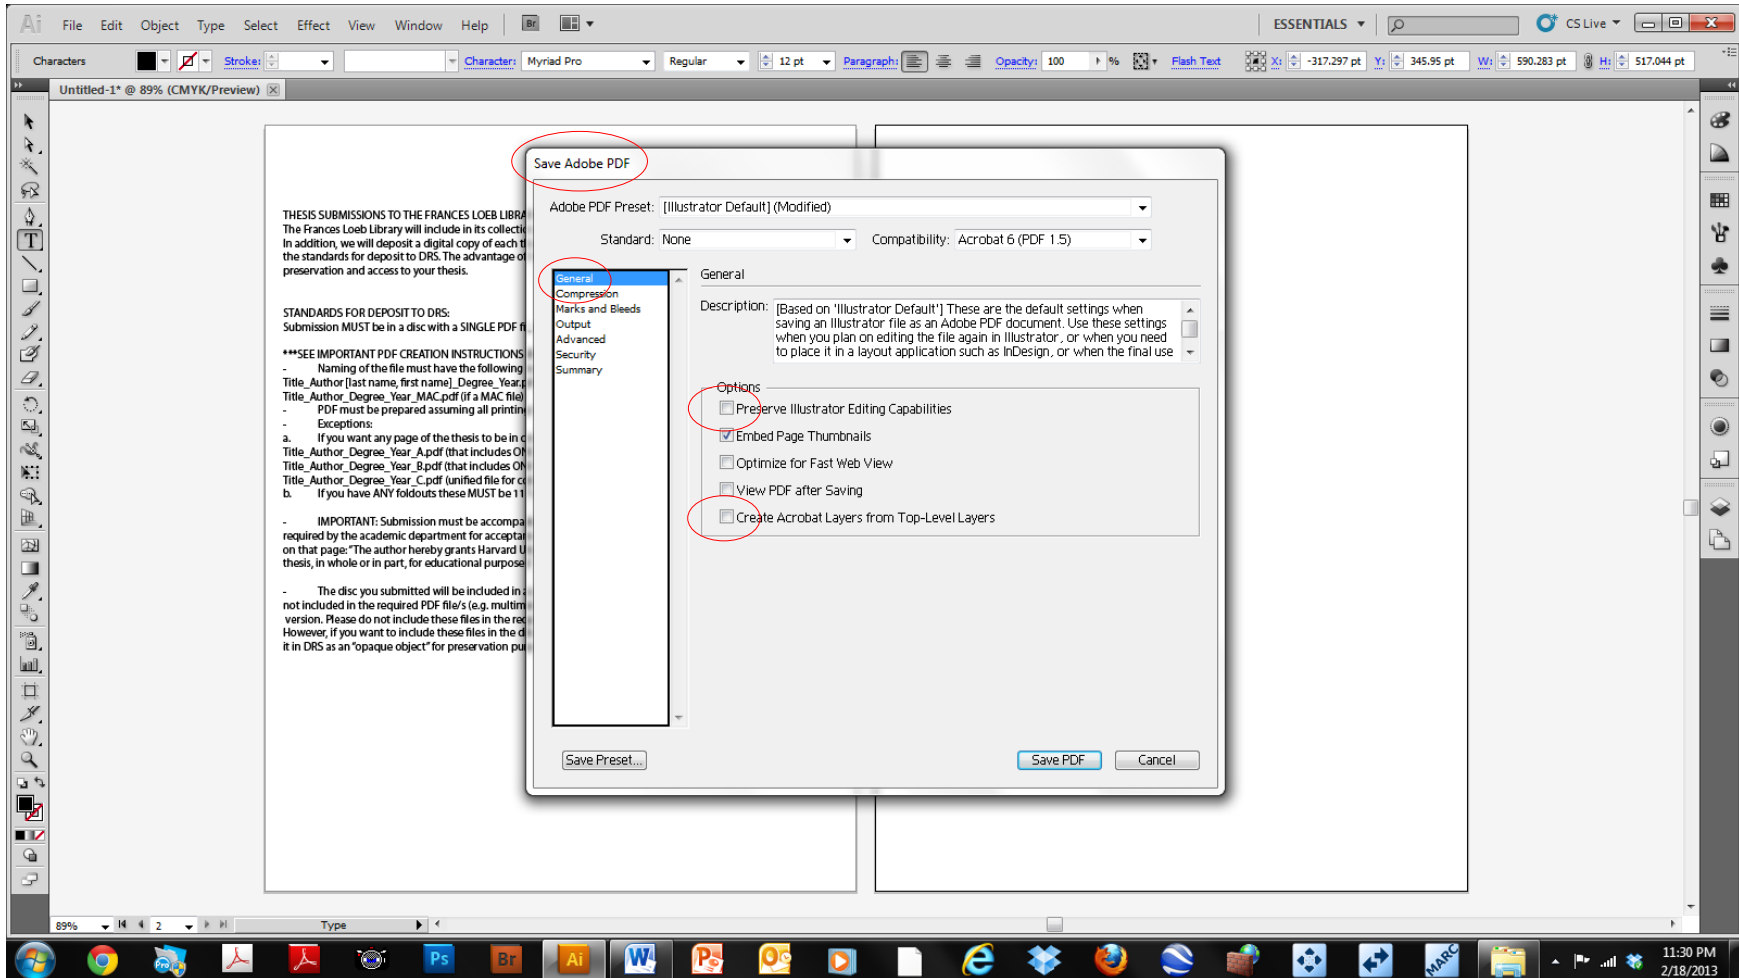 Ai File Edit Object Type Select Effect View Window Help Br ESSENTIALS CS Live
Characters Stroke: Character: Myriad Pro Regular 12 pt Paragraph: Opacity: 100 % Flash Text X: -317.297 pt Y: 345.95 pt W: 590.283 pt H: 517.044 pt
Untitled-1* @ 89% (CMYK/Preview)
THESIS SUBMISSIONS TO THE FRANCES LOEB LIBRA
The Frances Loeb Library will include in its collectio
In addition, we will deposit a digital copy of each t
the standards for deposit to DRS. The advantage of
preservation and access to your thesis.
STANDARDS FOR DEPOSIT TO DRS:
Submission MUST be in a disc with a SINGLE PDF f
***SEE IMPORTANT PDF CREATION INSTRUCTIONS
- Naming of the file must have the following
Title_Author [last name, first name]_Degree_Year.p
Title_Author_Degree_Year_MAC.pdf (if a MAC file)
- PDF must be prepared assuming all printin
- Exceptions:
a. If you want any page of the thesis to be in c
Title_Author_Degree_Year_A.pdf (that includes ON
Title_Author_Degree_Year_B.pdf (that includes ON
Title_Author_Degree_Year_C.pdf (unified file for co
b. If you have ANY foldouts these MUST be 11
- IMPORTANT: Submission must be accompa
required by the academic department for acceptan
on that page: "The author hereby grants Harvard U
thesis, in whole or in part, for educational purpose
- The disc you submitted will be included in a
not included in the required PDF file/s (e.g. multim
version. Please do not include these files in the req
However, if you want to include these files in the d
it in DRS as an "opaque object" for preservation pu
Save Adobe PDF
Adobe PDF Preset: [Illustrator Default] (Modified)
Standard: None Compatibility: Acrobat 6 (PDF 1.5)
General
Compression
Marks and Bleeds
Output
Advanced
Security
Summary
General
Description: [Based on 'Illustrator Default'] These are the default settings when
saving an Illustrator file as an Adobe PDF document. Use these settings
when you plan on editing the file again in Illustrator, or when you need
to place it in a layout application such as InDesign, or when the final use
Options
Preserve Illustrator Editing Capabilities
Embed Page Thumbnails
Optimize for Fast Web View
View PDF after Saving
Create Acrobat Layers from Top-Level Layers
Save Preset... Save PDF Cancel
89% 2 Type
Pro Ps Br Ai W MARC 11:30 PM
2/18/2013